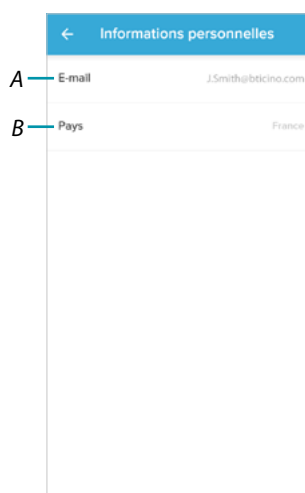 Informations personnelles
A E-mail J.Smith@bticino.com
B Pays France